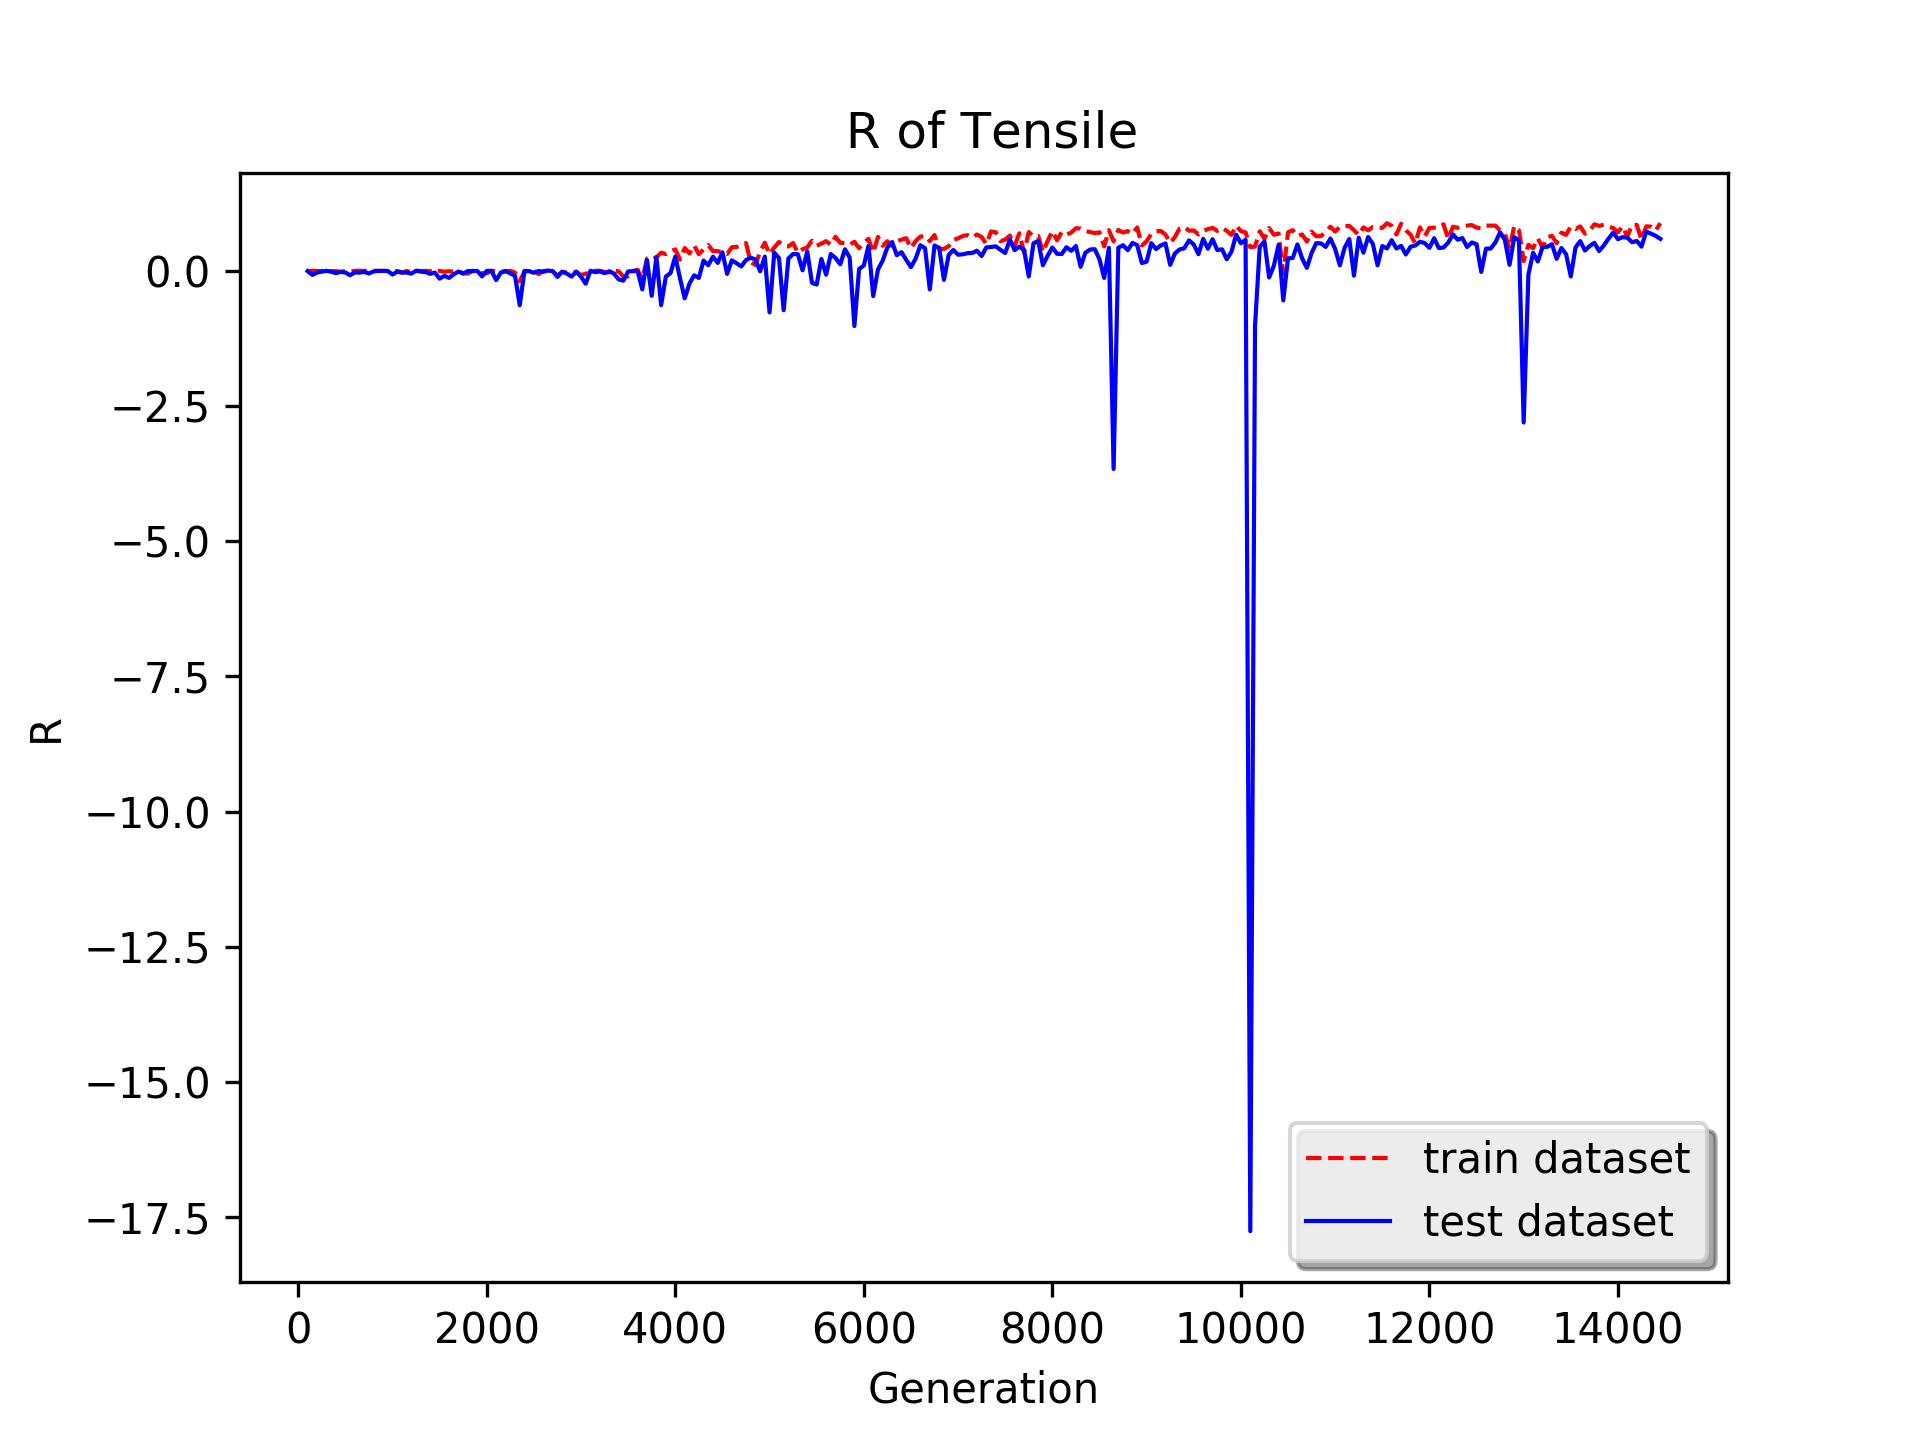 R of Tensile
R
0.0
−2.5
−5.0
−7.5
−10.0
−12.5
−15.0
−17.5
train dataset
test dataset
0 2000 4000 6000 8000 10000 12000 14000
Generation